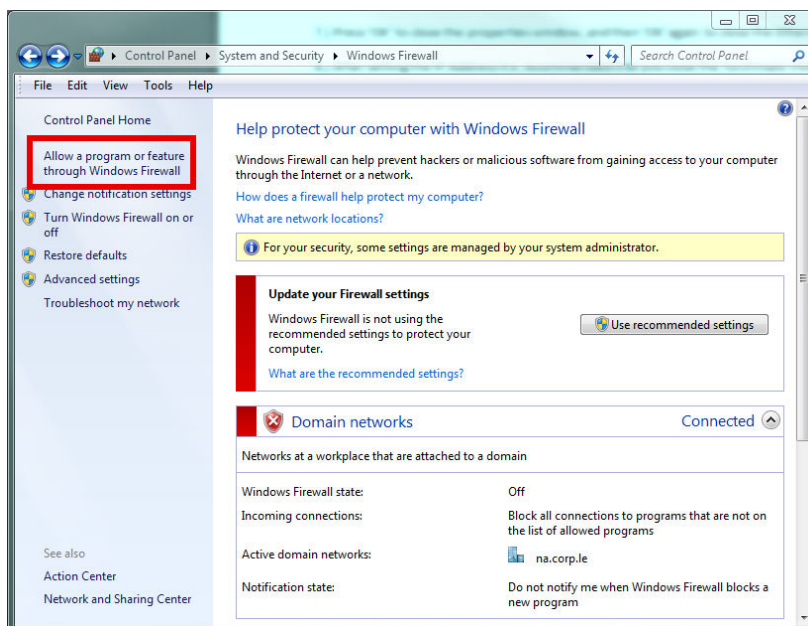 Control Panel
System and Security
Windows Firewall
Search Control Panel
File Edit View Tools Help
Control Panel Home
Allow a program or feature
through Windows Firewall
Change notification settings
Turn Windows Firewall on or
off
Restore defaults
Advanced settings
Troubleshoot my network
See also
Action Center
Network and Sharing Center
Help protect your computer with Windows Firewall
Windows Firewall can help prevent hackers or malicious software from gaining access to your computer
through the Internet or a network.
How does a firewall help protect my computer?
What are network locations?
For your security, some settings are managed by your system administrator.
Update your Firewall settings
Windows Firewall is not using the
recommended settings to protect your
computer.
What are the recommended settings?
Use recommended settings
Domain networks
Connected
Networks at a workplace that are attached to a domain
Windows Firewall state: Off
Incoming connections: Block all connections to programs that are not on
the list of allowed programs
Active domain networks: na.corp.le
Notification state: Do not notify me when Windows Firewall blocks a
new program